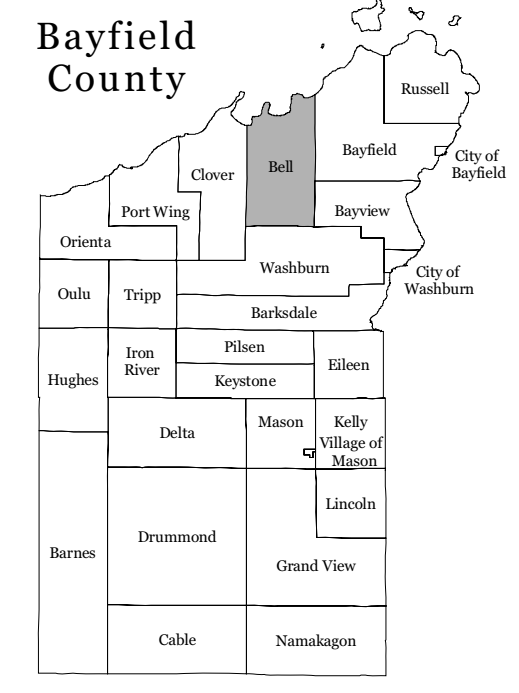 Bayfield
County
Russell
Bayfield
City of
Bayfield
Clover
Bell
Port Wing
Bayview
Orienta
Washburn
City of
Washburn
Oulu
Tripp
Barksdale
Pilsen
Iron
River
Eileen
Hughes
Keystone
Delta
Mason
Kelly
Village of
Mason
Lincoln
Drummond
Barnes
Grand View
Cable
Namakagon